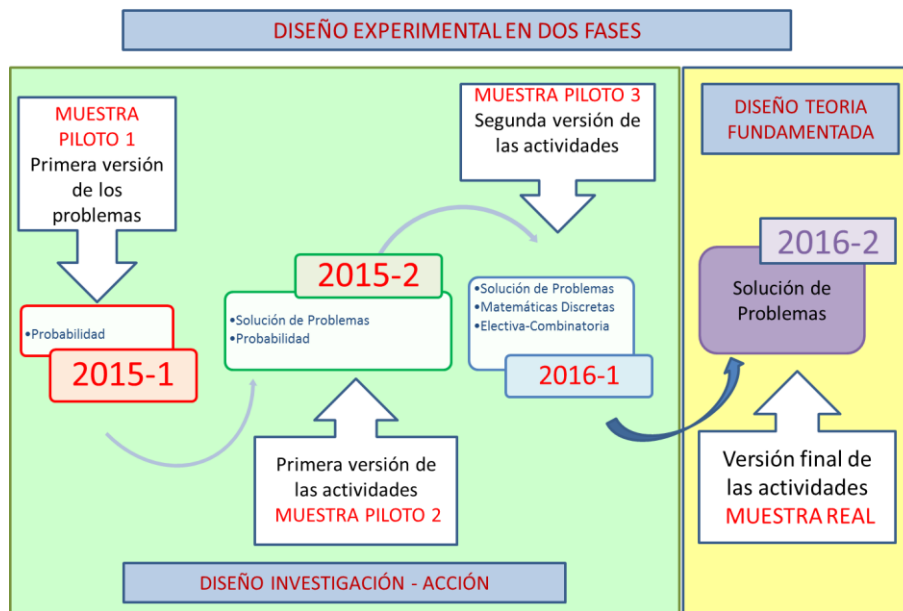 DISEÑO EXPERIMENTAL EN DOS FASES
MUESTRA
PILOTO 1
Primera versión
de los
problemas
•Probabilidad
2015-1
2015-2
•Solución de Problemas
•Probabilidad
Primera versión de
las actividades
MUESTRA PILOTO 2
MUESTRA PILOTO 3
Segunda versión de
las actividades
•Solución de Problemas
•Matemáticas Discretas
•Electiva-Combinatoria
2016-1
DISEÑO INVESTIGACIÓN - ACCIÓN
DISEÑO TEORIA
FUNDAMENTADA
2016-2
Solución de
Problemas
Versión final de
las actividades
MUESTRA REAL